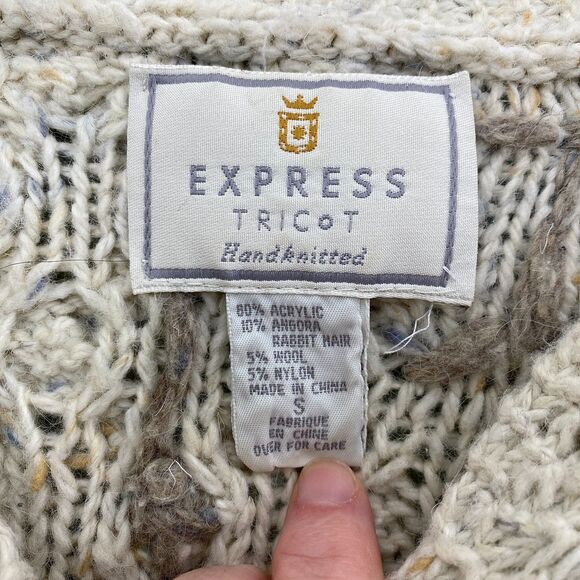 EXPRESS
TRICOT
Handknitted
80% ACRYLIC
10% ANGORA
RABBIT HAIR
5% WOOL
5% NYLON
MADE IN CHINA
S
FABRIQUE
EN CHINE
OVER FOR CARE